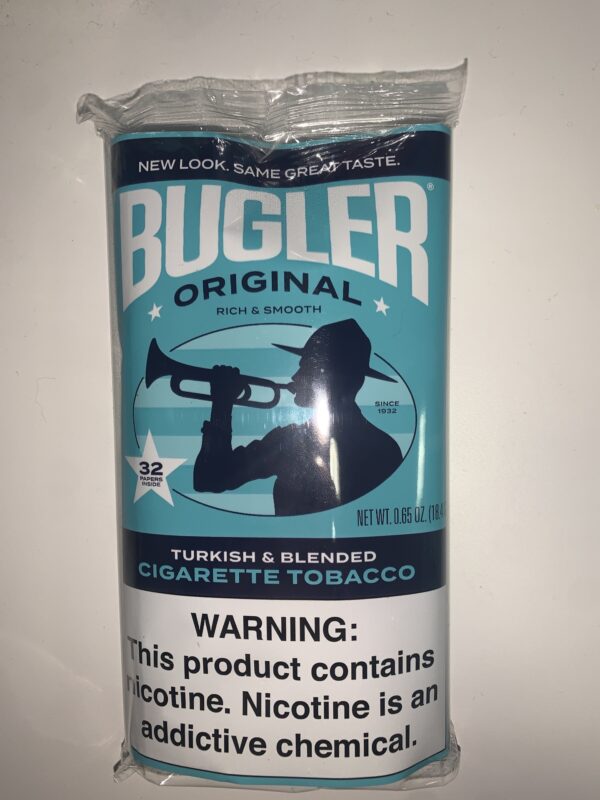 NEW LOOK. SAME GREAT TASTE.
BUGLER®
ORIGINAL
RICH & SMOOTH
SINCE
1932
32
PAPERS
INSIDE
NET WT. 0.65 OZ.
TURKISH & BLENDED
CIGARETTE TOBACCO
WARNING:
This product contains
nicotine. Nicotine is an
addictive chemical.